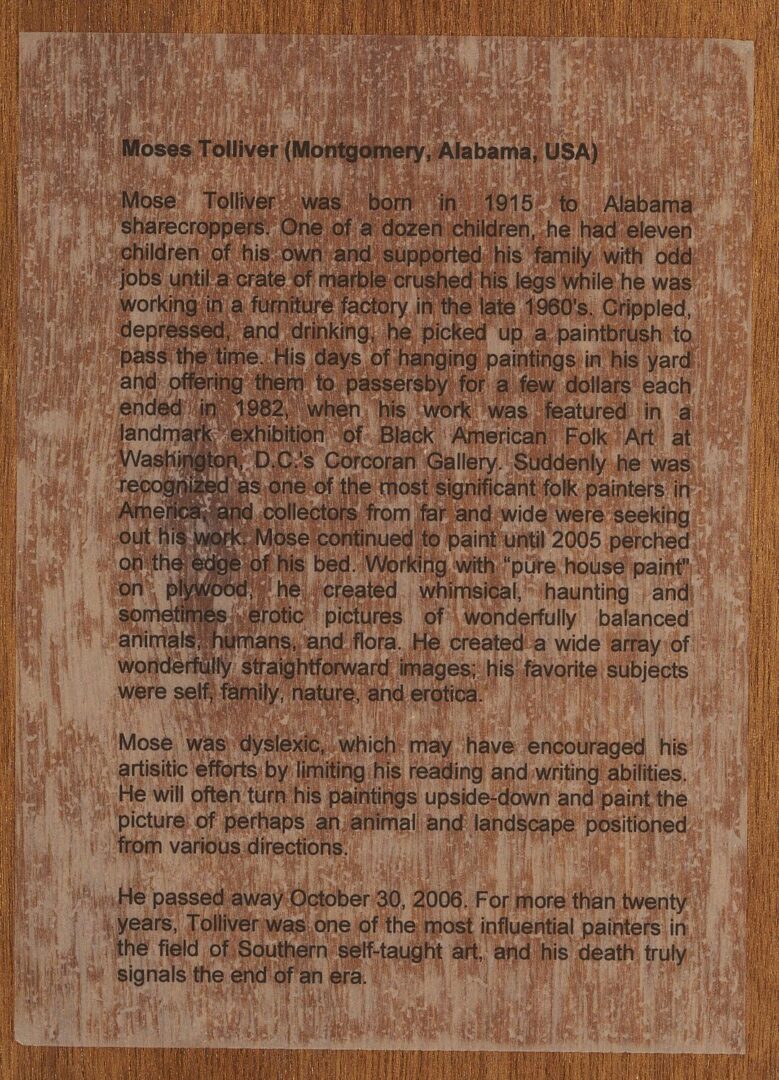 Moses Tolliver (Montgomery, Alabama, USA)
Mose Tolliver was born in 1915 to Alabama
sharecroppers. One of a dozen children, he had eleven
children of his own and supported his family with odd
jobs until a crate of marble crushed his legs while he was
working in a furniture factory in the late 1960's. Crippled,
depressed, and drinking, he picked up a paintbrush to
pass the time. His days of hanging paintings in his yard
and offering them to passersby for a few dollars each
ended in 1982, when his work was featured in a
landmark exhibition of Black American Folk Art at
Washington, D.C.'s Corcoran Gallery. Suddenly he was
recognized as one of the most significant folk painters in
America, and collectors from far and wide were seeking
out his work. Mose continued to paint until 2005 perched
on the edge of his bed. Working with “pure house paint”
on plywood, he created whimsical, haunting and
sometimes erotic pictures of wonderfully balanced
animals, humans, and flora. He created a wide array of
wonderfully straightforward images; his favorite subjects
were self, family, nature, and erotica.
Mose was dyslexic, which may have encouraged his
artisitic efforts by limiting his reading and writing abilities.
He will often turn his paintings upside-down and paint the
picture of perhaps an animal and landscape positioned
from various directions.
He passed away October 30, 2006. For more than twenty
years, Tolliver was one of the most influential painters in
the field of Southern self-taught art, and his death truly
signals the end of an era.